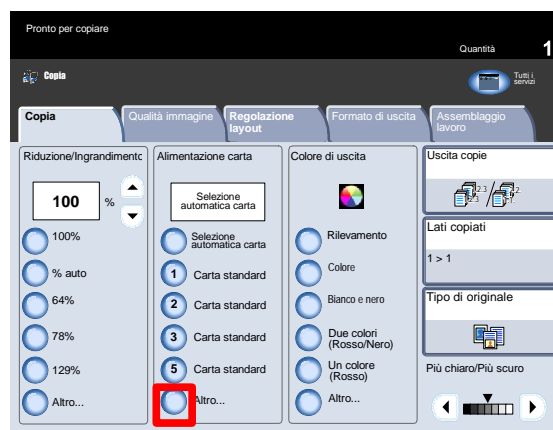 Pronto per copiare
Quantità 1
Copia
Tutti i
servizi
Copia
Qualità immagine
Regolazione
layout
Formato di uscita
Assemblaggio
lavoro
Riduzione/Ingrandimento
100 %
100%
% auto
64%
78%
129%
Altro...
Alimentazione carta
Selezione
automatica carta
Selezione
automatica carta
1 Carta standard
2 Carta standard
3 Carta standard
5 Carta standard
Altro...
Colore di uscita
Rilevamento
Colore
Bianco e nero
Due colori
(Rosso/Nero)
Un colore
(Rosso)
Altro...
Uscita copie
Lati copiati
1 > 1
Tipo di originale
Più chiaro/Più scuro